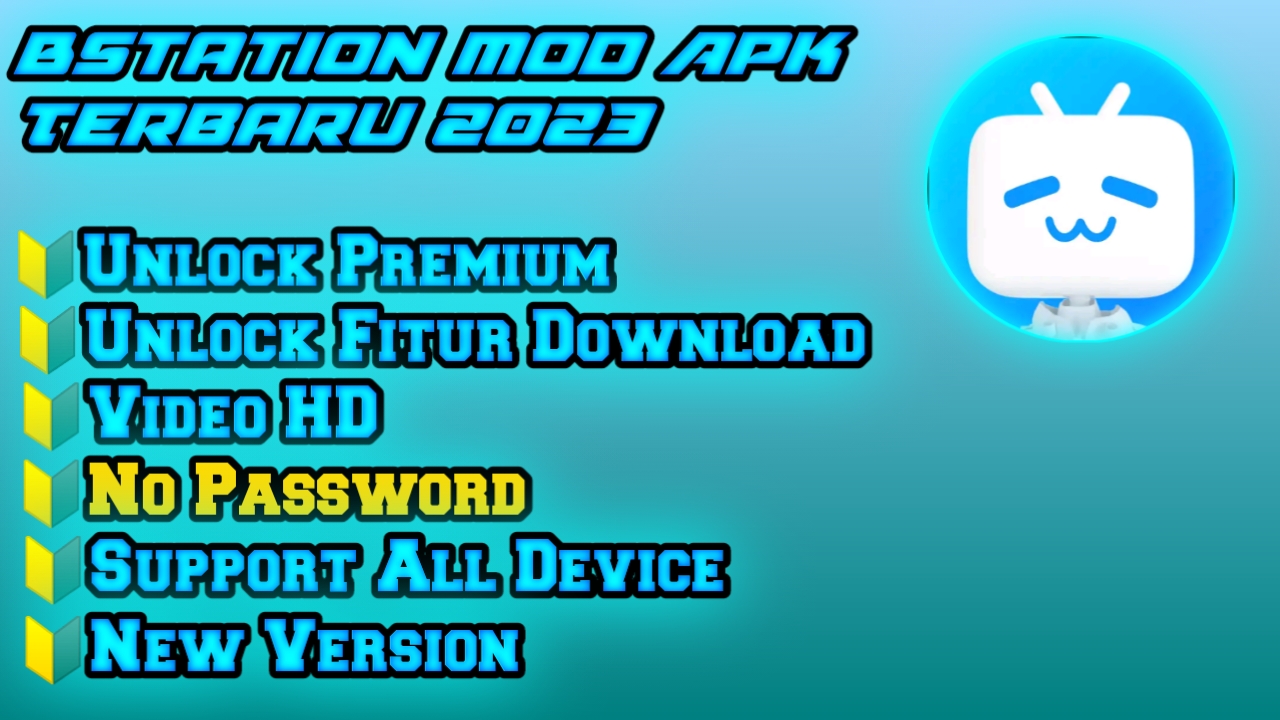 BSTATION MOD APK
TERBARU 2023
UNLOCK PREMIUM
UNLOCK FITUR DOWNLOAD
VIDEO HD
NO PASSWORD
SUPPORT ALL DEVICE
NEW VERSION